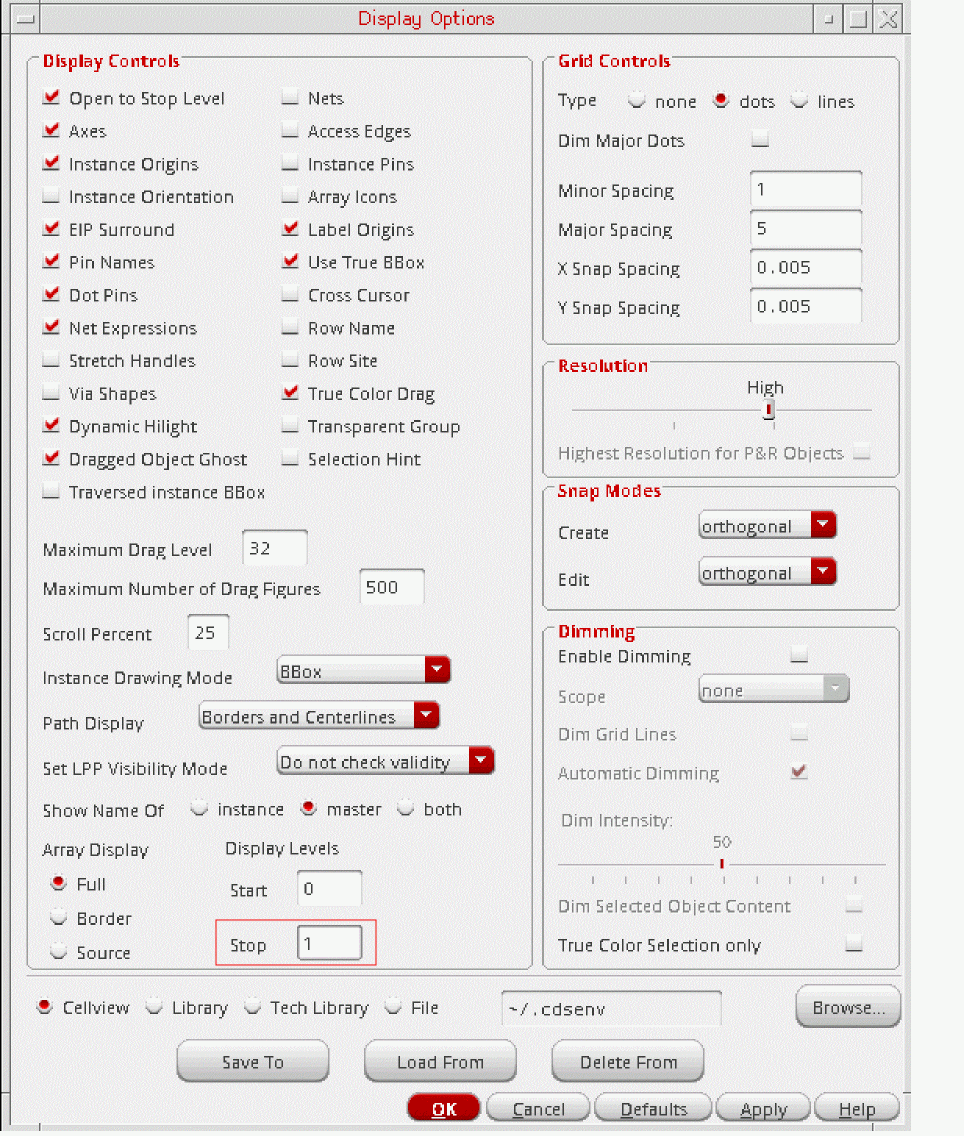 Display Options
Display Controls
Open to Stop Level Nets
Axes Access Edges
Instance Origins Instance Pins
Instance Orientation Array Icons
EIP Surround Label Origins
Pin Names Use True BBox
Dot Pins Cross Cursor
Net Expressions Row Name
Stretch Handles Row Site
Via Shapes True Color Drag
Dynamic Hilight Transparent Group
Dragged Object Ghost Selection Hint
Traversed instance BBox
Maximum Drag Level 32
Maximum Number of Drag Figures 500
Scroll Percent 25
Instance Drawing Mode BBox
Path Display Borders and Centerlines
Set LPP Visibility Mode Do not check validity
Show Name Of instance master both
Array Display Display Levels
Full Start 0
Border
Source Stop 1
Grid Controls
Type none dots lines
Dim Major Dots
Minor Spacing 1
Major Spacing 5
X Snap Spacing 0.005
Y Snap Spacing 0.005
Resolution
High
Highest Resolution for P&R Objects
Snap Modes
Create orthogonal
Edit orthogonal
Dimming
Enable Dimming
Scope none
Dim Grid Lines
Automatic Dimming
Dim Intensity:
50
Dim Selected Object Content
True Color Selection only
Cellview Library Tech Library File ~/.cdsenv Browse...
Save To Load From Delete From
OK Cancel Defaults Apply Help